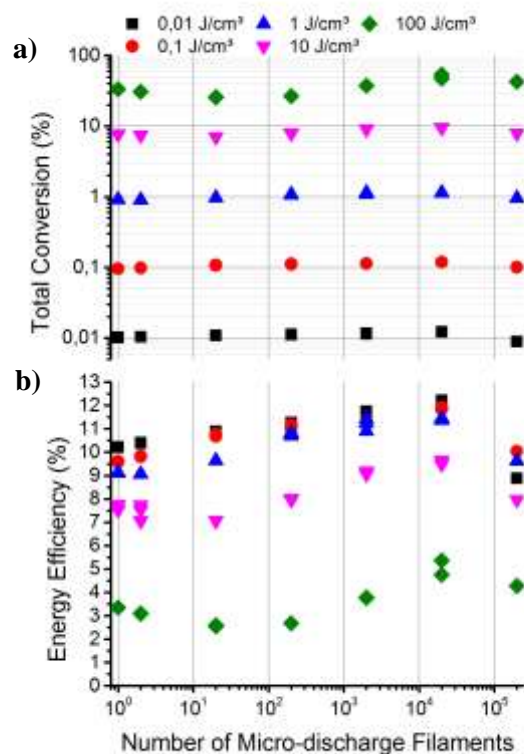 0,01 J/cm³ 1 J/cm³ 100 J/cm³
0,1 J/cm³ 10 J/cm³
a)
100
10
1
0,1
0,01
Total Conversion (%)
b)
13
12
11
10
9
8
7
6
5
4
3
2
1
0
Energy Efficiency (%)
10⁰ 10¹ 10² 10³ 10⁴ 10⁵
Number of Micro-discharge Filaments